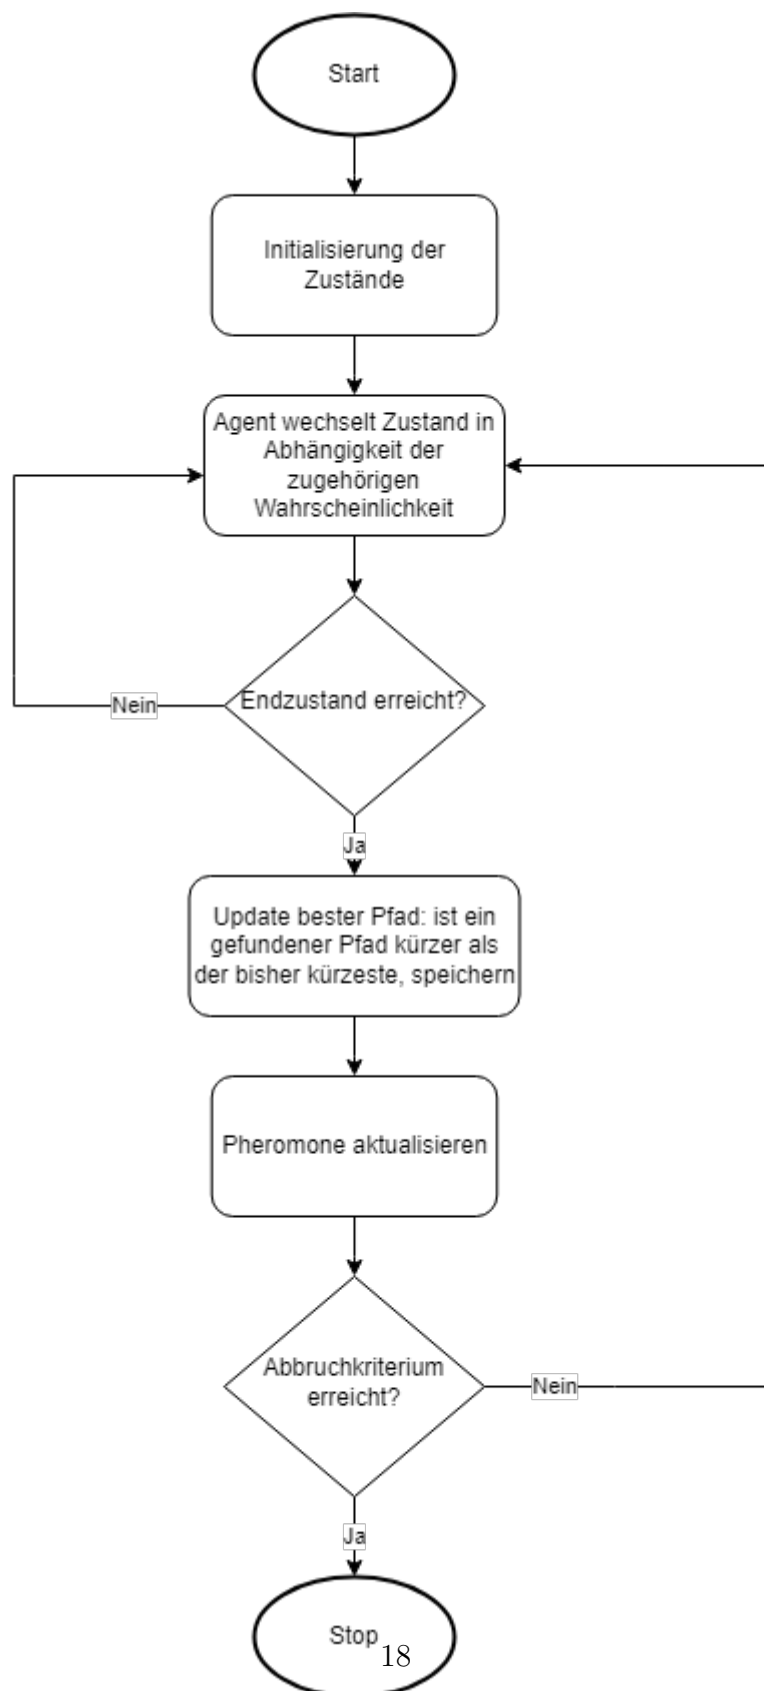 Start
Initialisierung der
Zustände
Agent wechselt Zustand in
Abhängigkeit der
zugehörigen
Wahrscheinlichkeit
Endzustand erreicht?
Nein
Ja
Update bester Pfad: ist ein
gefundener Pfad kürzer als
der bisher kürzeste, speichern
Pheromone aktualisieren
Abbruchkriterium
erreicht?
Nein
Ja
Stop
18